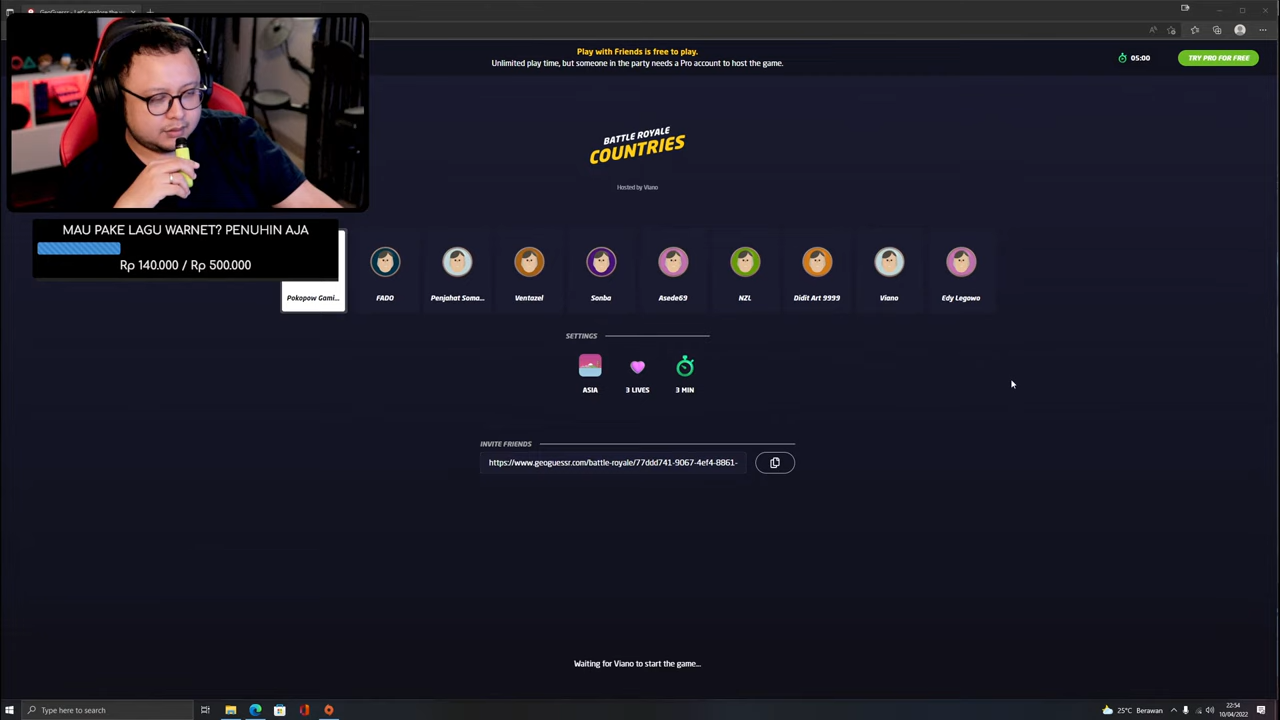 Play with Friends is free to play.
Unlimited play time, but someone in the party needs a Pro account to host the game.
05:00
TRY PRO FOR FREE
BATTLE ROYALE
COUNTRIES
Hosted by Viano
MAU PAKE LAGU WARNET? PENUHIN AJA
Rp 140.000 / Rp 500.000
Pokopow Gami...
FADO
Penjahat Soma...
Ventazel
Sonba
Asede69
NZL
Didit Art 9999
Viano
Edy Legowo
SETTINGS
ASIA
3 LIVES
3 MIN
INVITE FRIENDS
https://www.geoguessr.com/battle-royale/77ddd741-9067-4ef4-8861-
Waiting for Viano to start the game...
Type here to search
25°C Berawan
22:54
10/04/2022